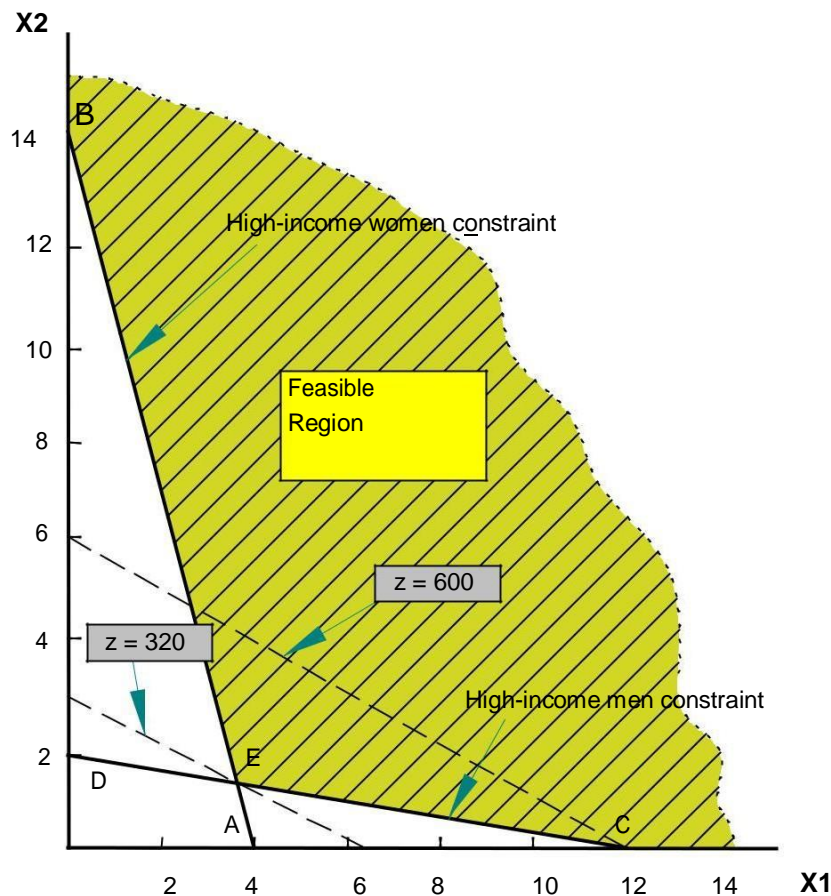 X2
B
14
High-income women constraint
12
10
Feasible
Region
8
6
z = 600
4
z = 320
High-income men constraint
2
E
D
A
C
2 4 6 8 10 12 14 X1